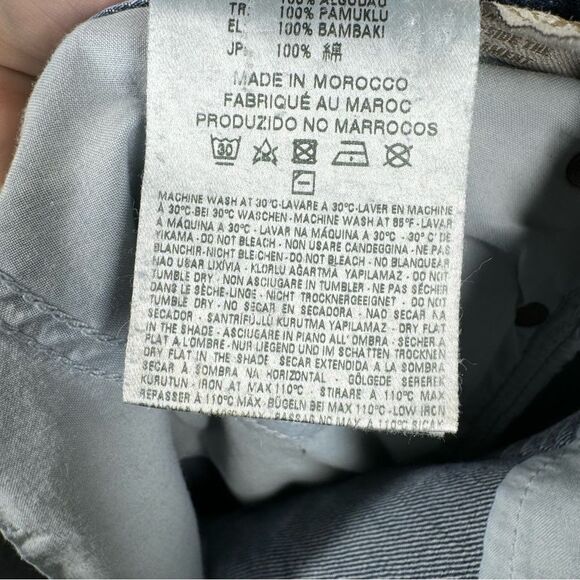 100% ALGODÃO
TR: 100% PAMUKLU
EL: 100% BAMBAKI
JP: 100% 綿
MADE IN MOROCCO
FABRIQUÉ AU MAROC
PRODUZIDO NO MARROCOS
30
MACHINE WASH AT 30°C-LAVARE A 30°C-LAVER EN MACHINE
À 30°C-BEI 30°C WASCHEN-MACHINE WASH AT 85°F-LAVAR
A MÁQUINA A 30°C - LAVAR NA MÁQUINA A 30°C - 30° C' DE
YIKAMA - DO NOT BLEACH - NON USARE CANDEGGINA - NE PAS
BLANCHIR-NICHT BLEICHEN - DO NOT BLEACH-NO BLANQUEAR
NAO USAR LIXÍVIA - KLORLU AĞARTMA YAPILAMAZ - DO NOT
TUMBLE DRY - NON ASCIUGARE IN TUMBLER - NE PAS SÉCHER
DANS LE SÈCHE-LINGE- NICHT TROCKNERGEEIGNET - DO NOT
TUMBLE DRY - NO SECAR EN SECADORA - NÃO SECAR NA
SECADOR - SANTRIFÜJLÜ KURUTMA YAPILAMAZ - DRY FLAT
IN THE SHADE - ASCIUGARE IN PIANO ALL'OMBRA - SÉCHER À
PLAT A L'OMBRE - NUR LIEGEND UND IM SCHATTEN TROCKNEN
DRY FLAT IN THE SHADE SECAR EXTENDIDA A LA SOMBRA
SECAR À SOMBRA NA HORIZONTAL GÖLGEDE SEREREK
KURUTUN - IRON AT MAX 110°C - STIRARE A MAX 110°C
REPASSER À 110°C MAX - BÜGELN BEI MAX 110°C - LOW IRON